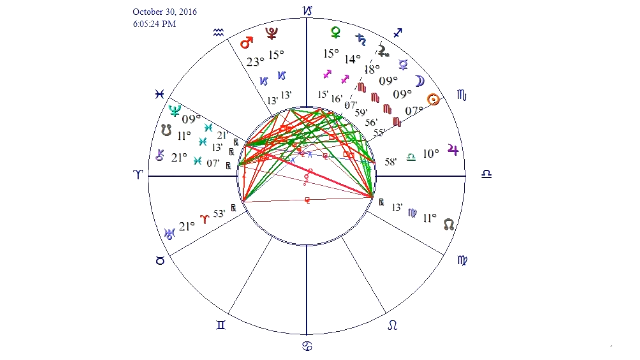 October 30, 2016
6:05:24 PM
23° 13'
15° 13'
15° 15'
14° 16'
18° 07'
09° 59'
09° 56'
07° 55'
09° 21' ℞
11° 13' ℞
21° 07' ℞
58' 10°
℞ 13' 11°
21° 53' ℞